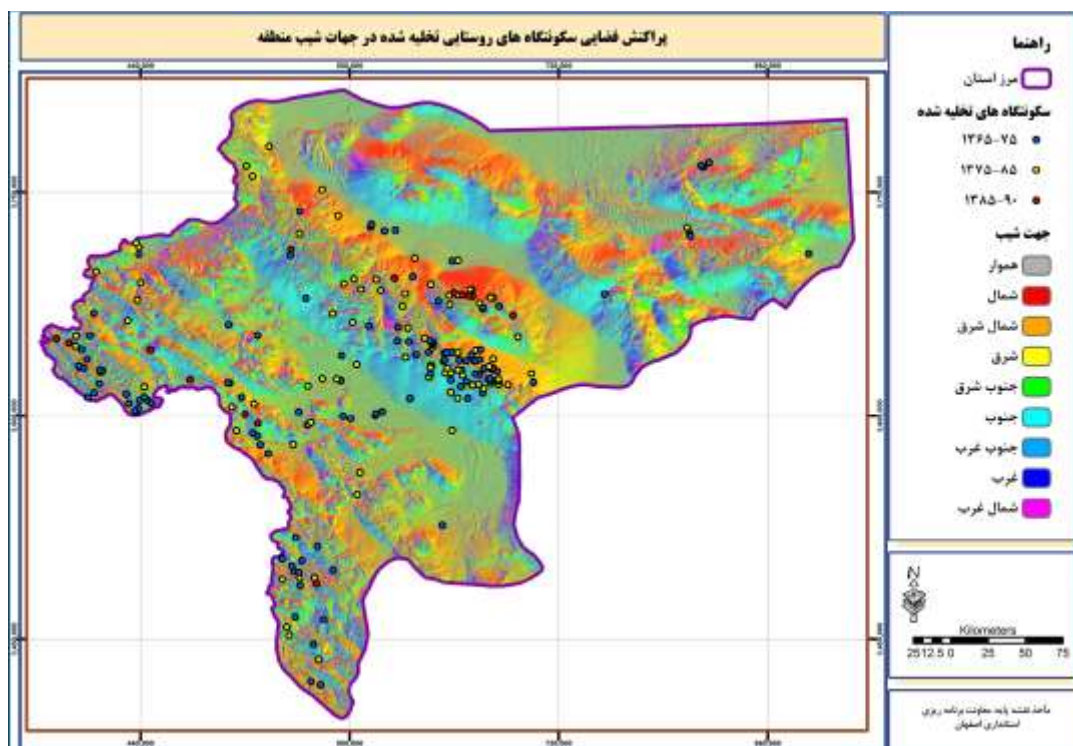 پراکنش فضایی سکونتگاه های روستایی تخلیه شده در جهات شیب منطقه
راهنما
مرز استان
سکونتگاه های تخلیه شده
۱۳۶۵-۷۵
۱۳۷۵-۸۵
۱۳۸۵-۹۰
جهت شیب
هموار
شمال
شمال شرق
شرق
جنوب شرق
جنوب
جنوب غرب
غرب
شمال غرب
N
Kilometers
25 12.5 0 25 50 75
ماخذ نقشه پایه: معاونت برنامه ریزی
استانداری اصفهان